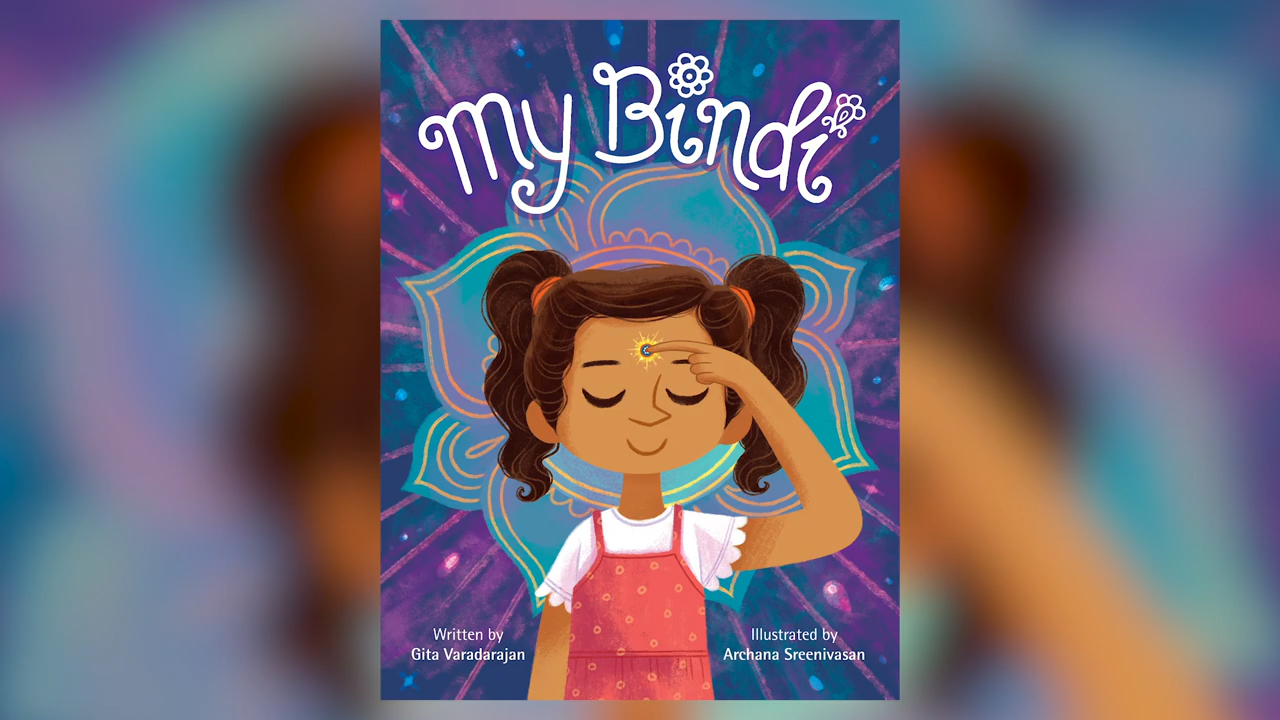 My Bindi
Written by
Gita Varadarajan
Illustrated by
Archana Sreenivasan